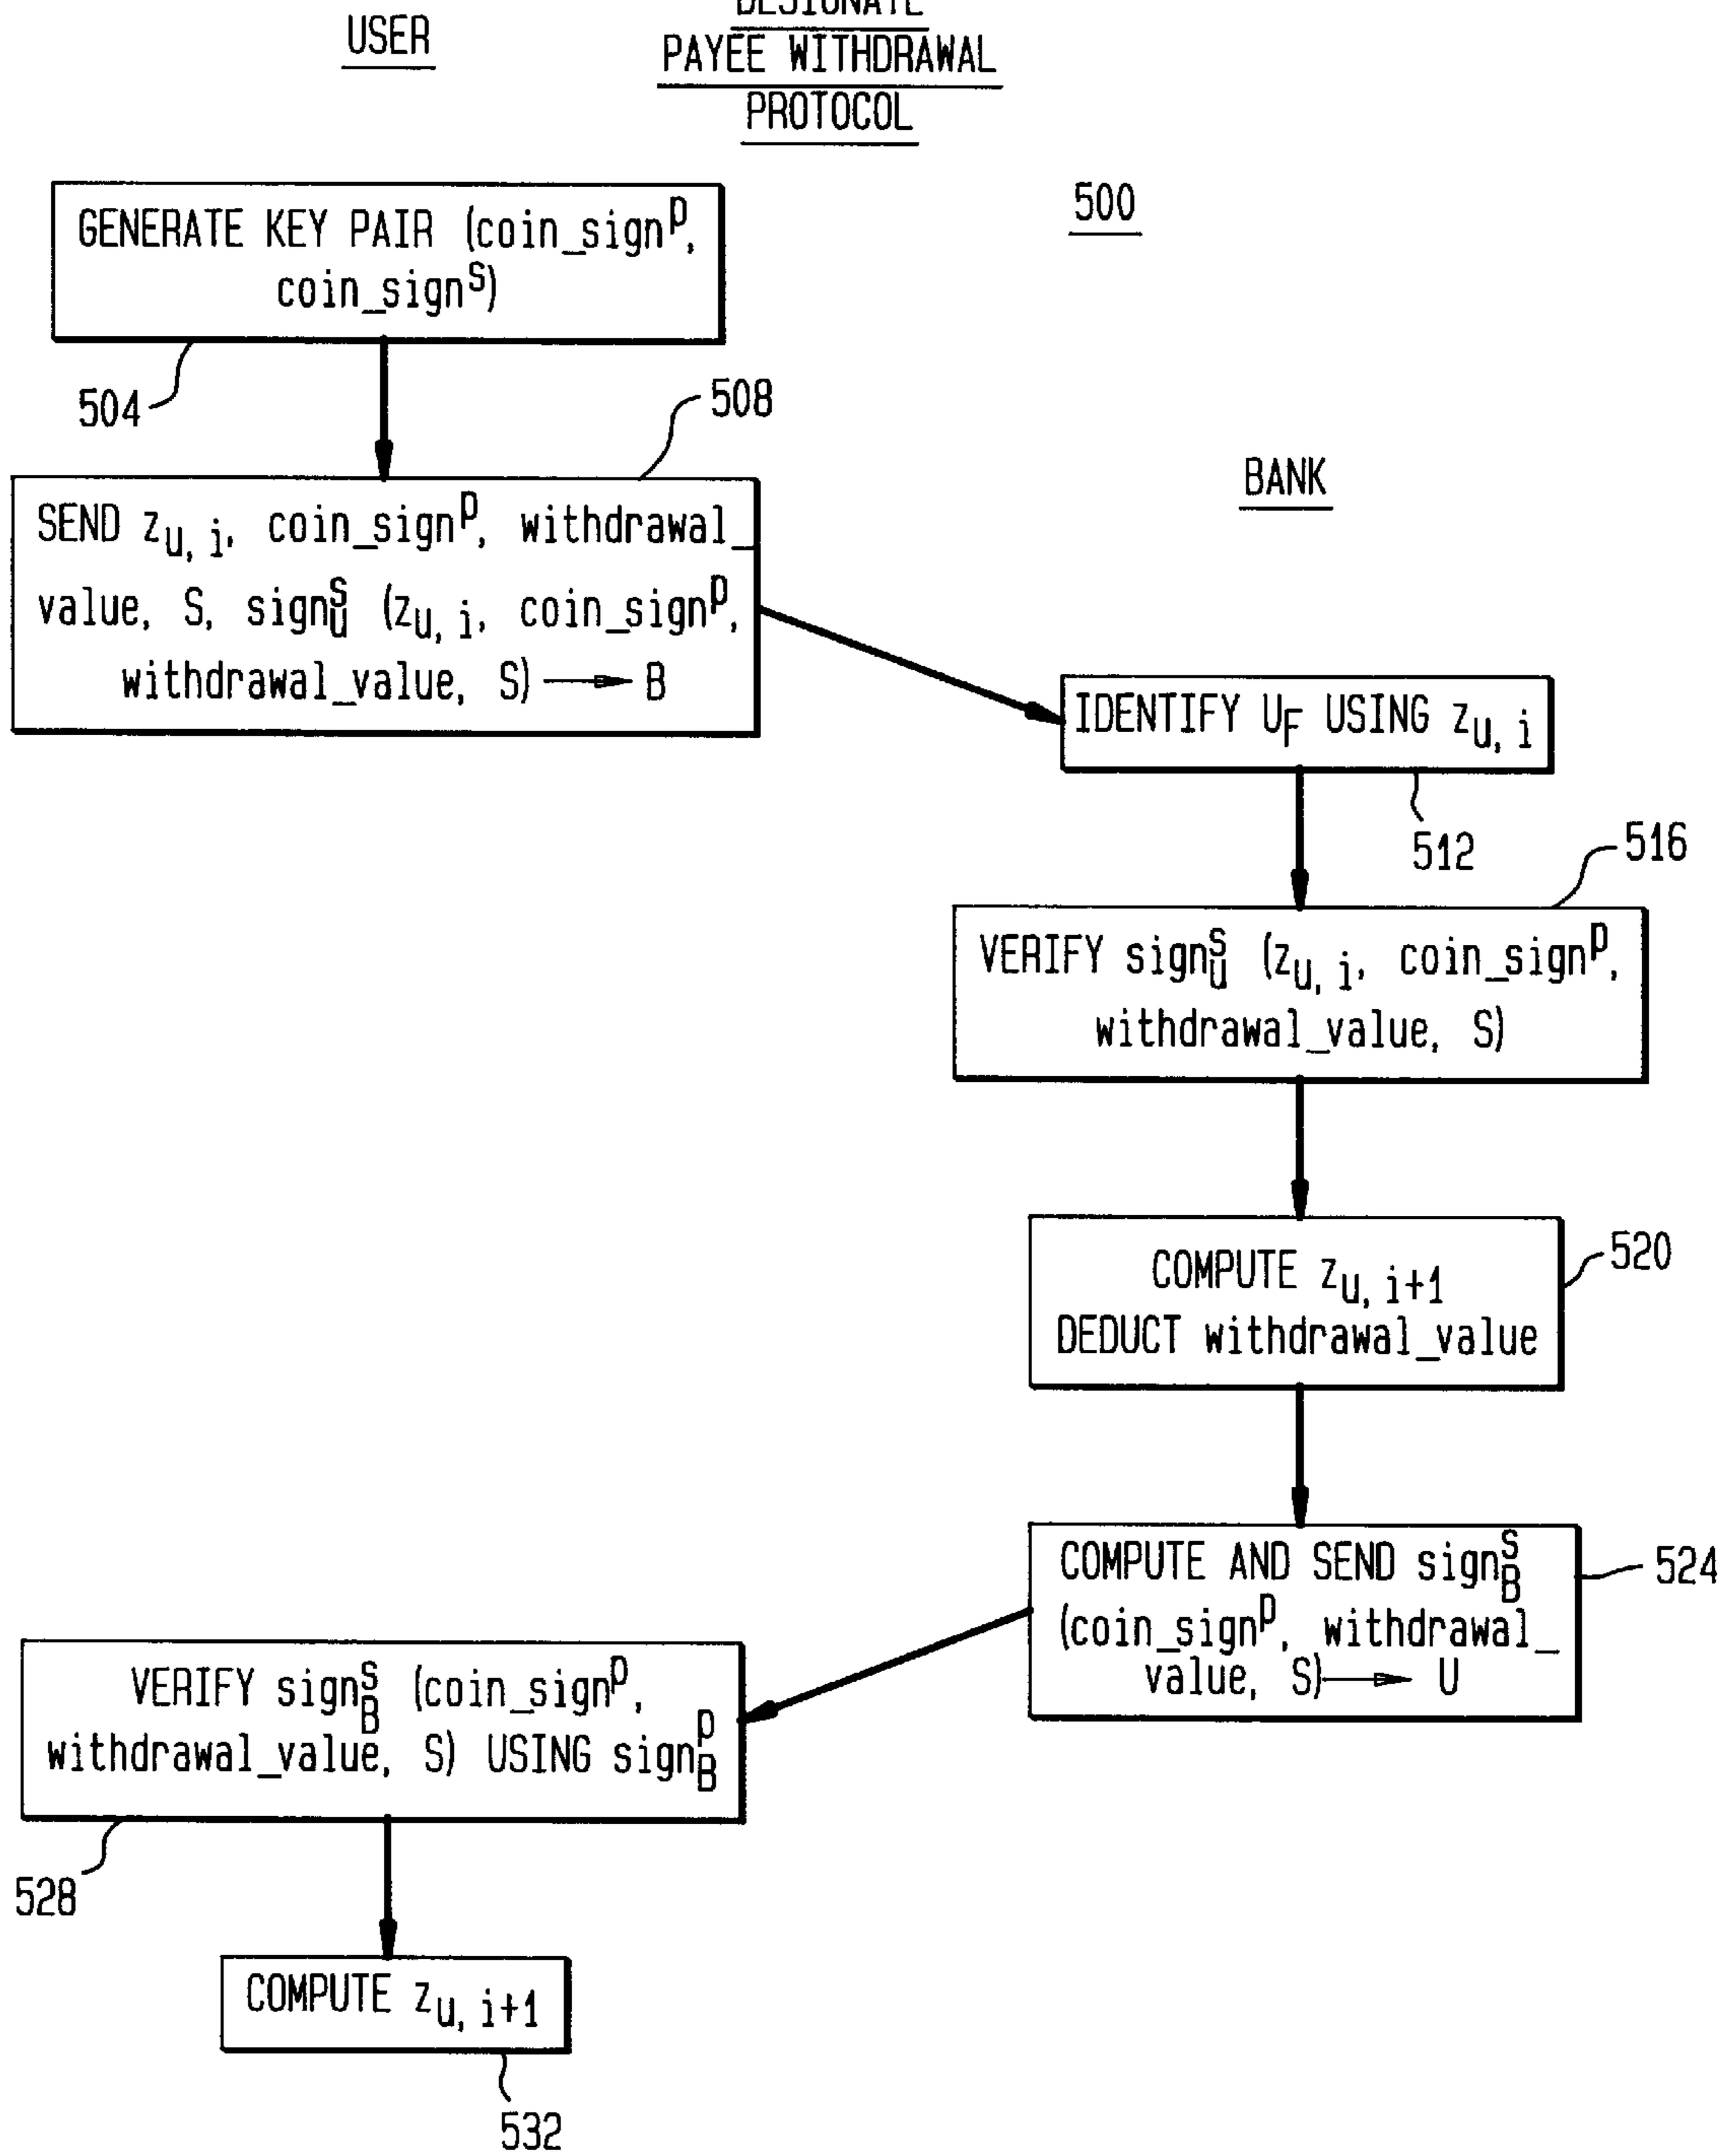 USER
DESIGNATE
PAYEE WITHDRAWAL
PROTOCOL
500
GENERATE KEY PAIR (coin_sign^p,
coin_sign^s)
504
508
SEND z_u, i, coin_sign^p, withdrawal_
value, S, sign_u^s (z_u, i, coin_sign^p,
withdrawal_value, S) → B
BANK
IDENTIFY U_F USING z_u, i
512
516
VERIFY sign_u^s (z_u, i, coin_sign^p,
withdrawal_value, S)
COMPUTE z_u, i+1
DEDUCT withdrawal_value
520
COMPUTE AND SEND sign_B^s
(coin_sign^p, withdrawal_
value, S) → U
524
VERIFY sign_B^s (coin_sign^p,
withdrawal_value, S) USING sign_B^p
528
COMPUTE z_u, i+1
532